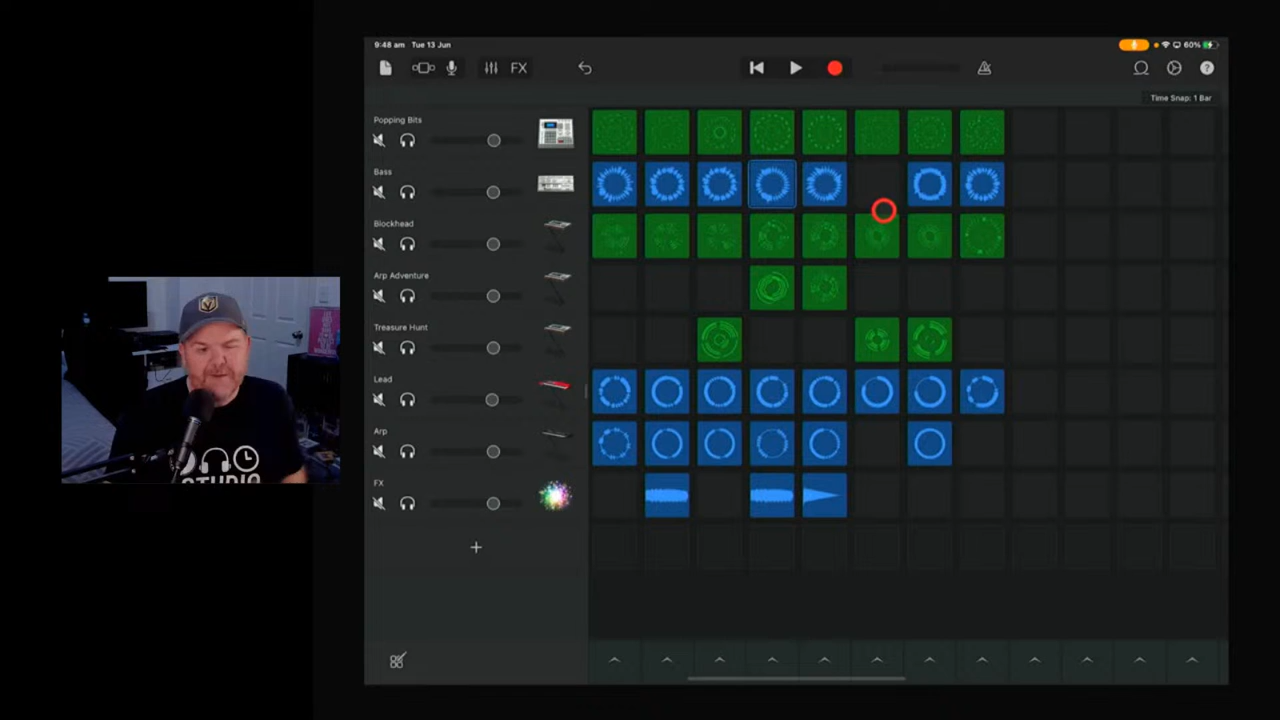 9:48 am Tue 13 Jun
60%
FX
?
Time Snap: 1 Bar
Popping Bits
Bass
Blockhead
Arp Adventure
Treasure Hunt
Lead
Arp
FX
+